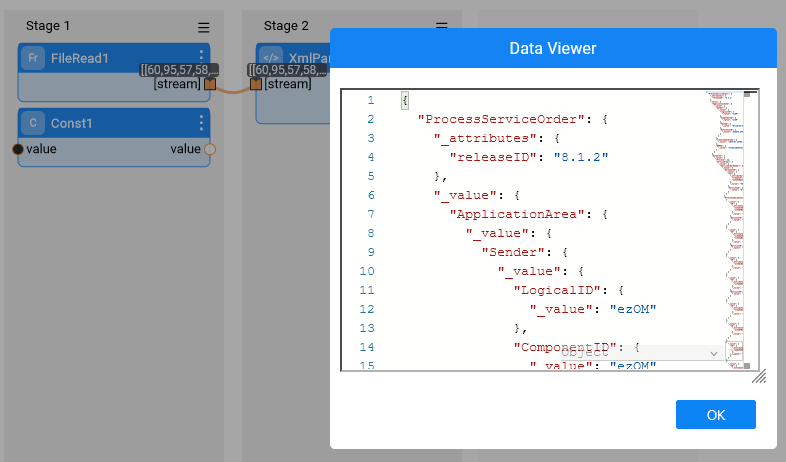 Stage 1
Stage 2
Fr
FileRead1
[[60,95,57,58,...
[stream]
C
Const1
value
value
[[60,95,57,58,...
</> XmlPa
[stream]
Data Viewer
1 {
2 "ProcessServiceOrder": {
3 "_attributes": {
4 "releaseID": "8.1.2"
5 },
6 "_value": {
7 "ApplicationArea": {
8 "_value": {
9 "Sender": {
10 "_value": {
11 "LogicalID": {
12 "_value": "ezOM"
13 },
14 "ComponentID": {
15 "_value": "ezOM"
Object
OK